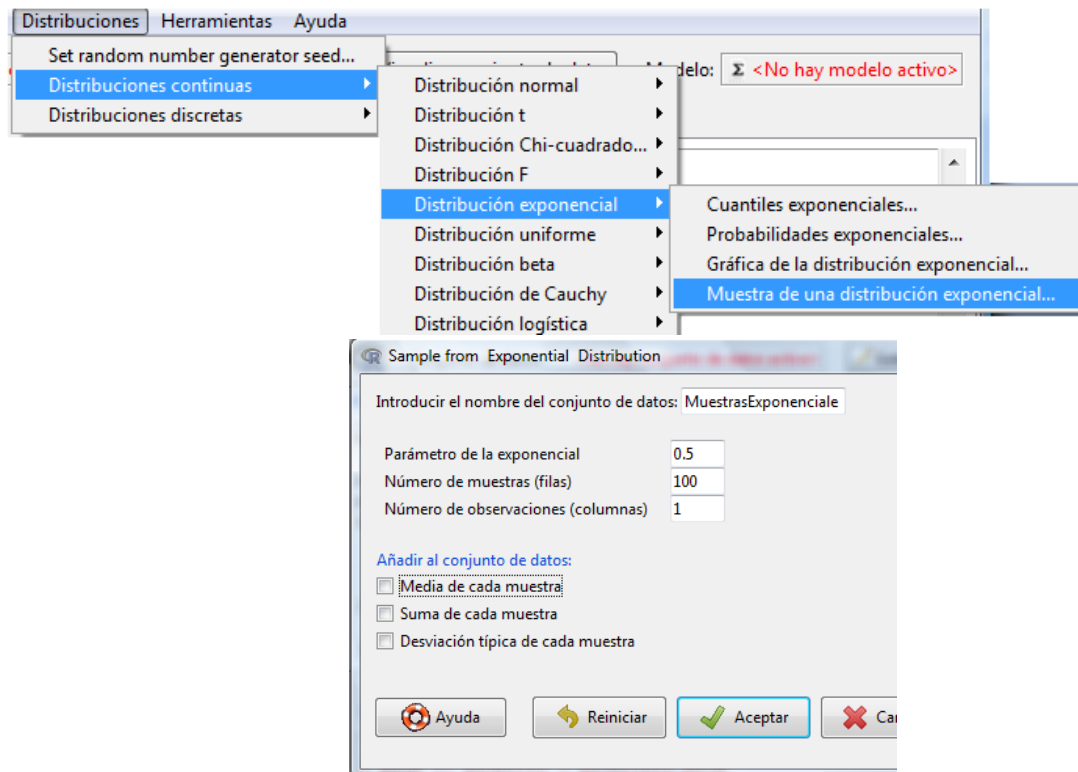 Distribuciones Herramientas Ayuda
Set random number generator seed...
Distribuciones continuas
Distribuciones discretas
delo: Σ <No hay modelo activo>
Distribución normal
Distribución t
Distribución Chi-cuadrado...
Distribución F
Distribución exponencial
Distribución uniforme
Distribución beta
Distribución de Cauchy
Distribución logística
Cuantiles exponenciales...
Probabilidades exponenciales...
Gráfica de la distribución exponencial...
Muestra de una distribución exponencial...
Sample from Exponential Distribution
Introducir el nombre del conjunto de datos: MuestrasExponenciale
Parámetro de la exponencial 0.5
Número de muestras (filas) 100
Número de observaciones (columnas) 1
Añadir al conjunto de datos:
Media de cada muestra
Suma de cada muestra
Desviación típica de cada muestra
Ayuda Reiniciar Aceptar Ca